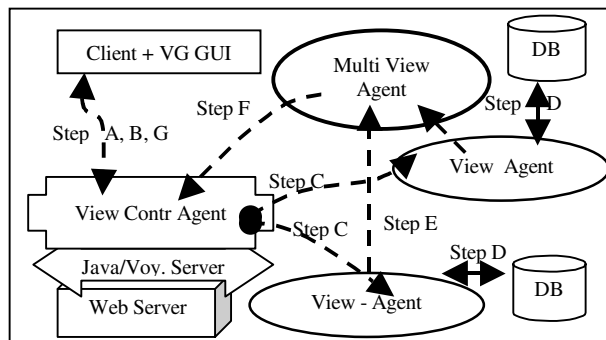 Client + VG GUI
DB
Multi View
Agent
Step F
Step D
Step A, B, G
View Agent
Step C
View Contr Agent
Step C
Step E
Step D
Java/Voy. Server
DB
Web Server
View - Agent